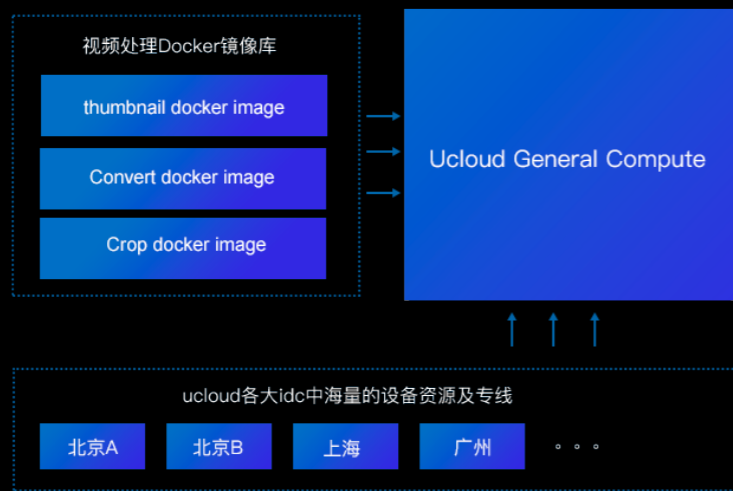 视频处理Docker镜像库
thumbnail docker image
Convert docker image
Crop docker image
Ucloud General Compute
ucloud各大idc中海量的设备资源及专线
北京A
北京B
上海
广州
。。。